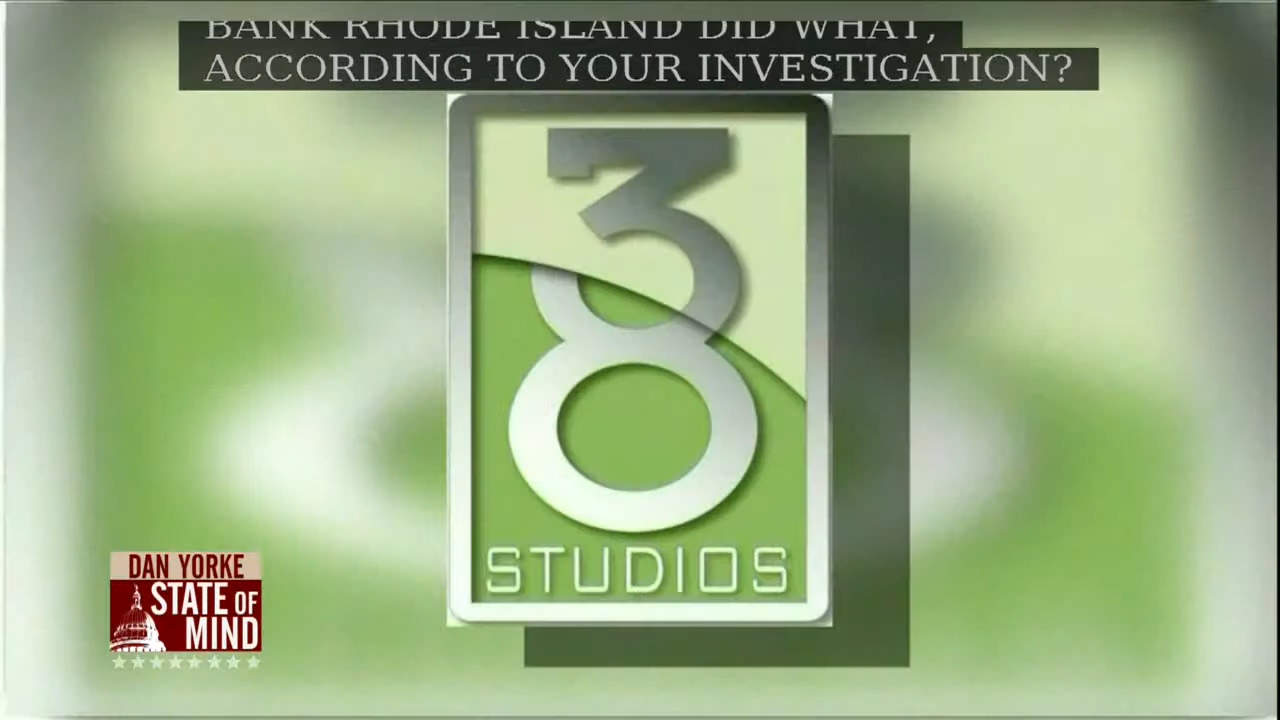 BANK RHODE ISLAND DID WHAT,
ACCORDING TO YOUR INVESTIGATION?
38
STUDIOS
DAN YORKE
STATE OF
MIND